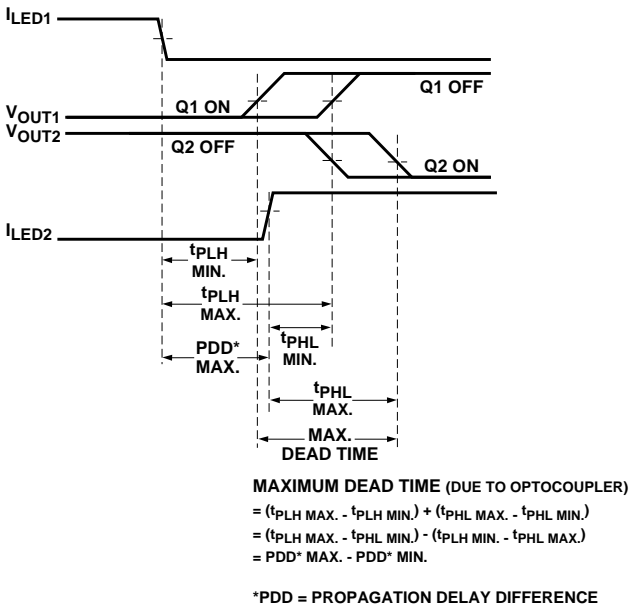 ILED1
Q1 OFF
VOUT1
Q1 ON
VOUT2
Q2 OFF
Q2 ON
ILED2
tPLH
MIN.
tPLH
MAX.
tPHL
MIN.
PDD*
MAX.
tPHL
MAX.
MAX.
DEAD TIME
MAXIMUM DEAD TIME (DUE TO OPTOCOUPLER)
= (tPLH MAX. - tPLH MIN.) + (tPHL MAX. - tPHL MIN.)
= (tPLH MAX. - tPHL MIN.) - (tPLH MIN. - tPHL MAX.)
= PDD* MAX. - PDD* MIN.
*PDD = PROPAGATION DELAY DIFFERENCE